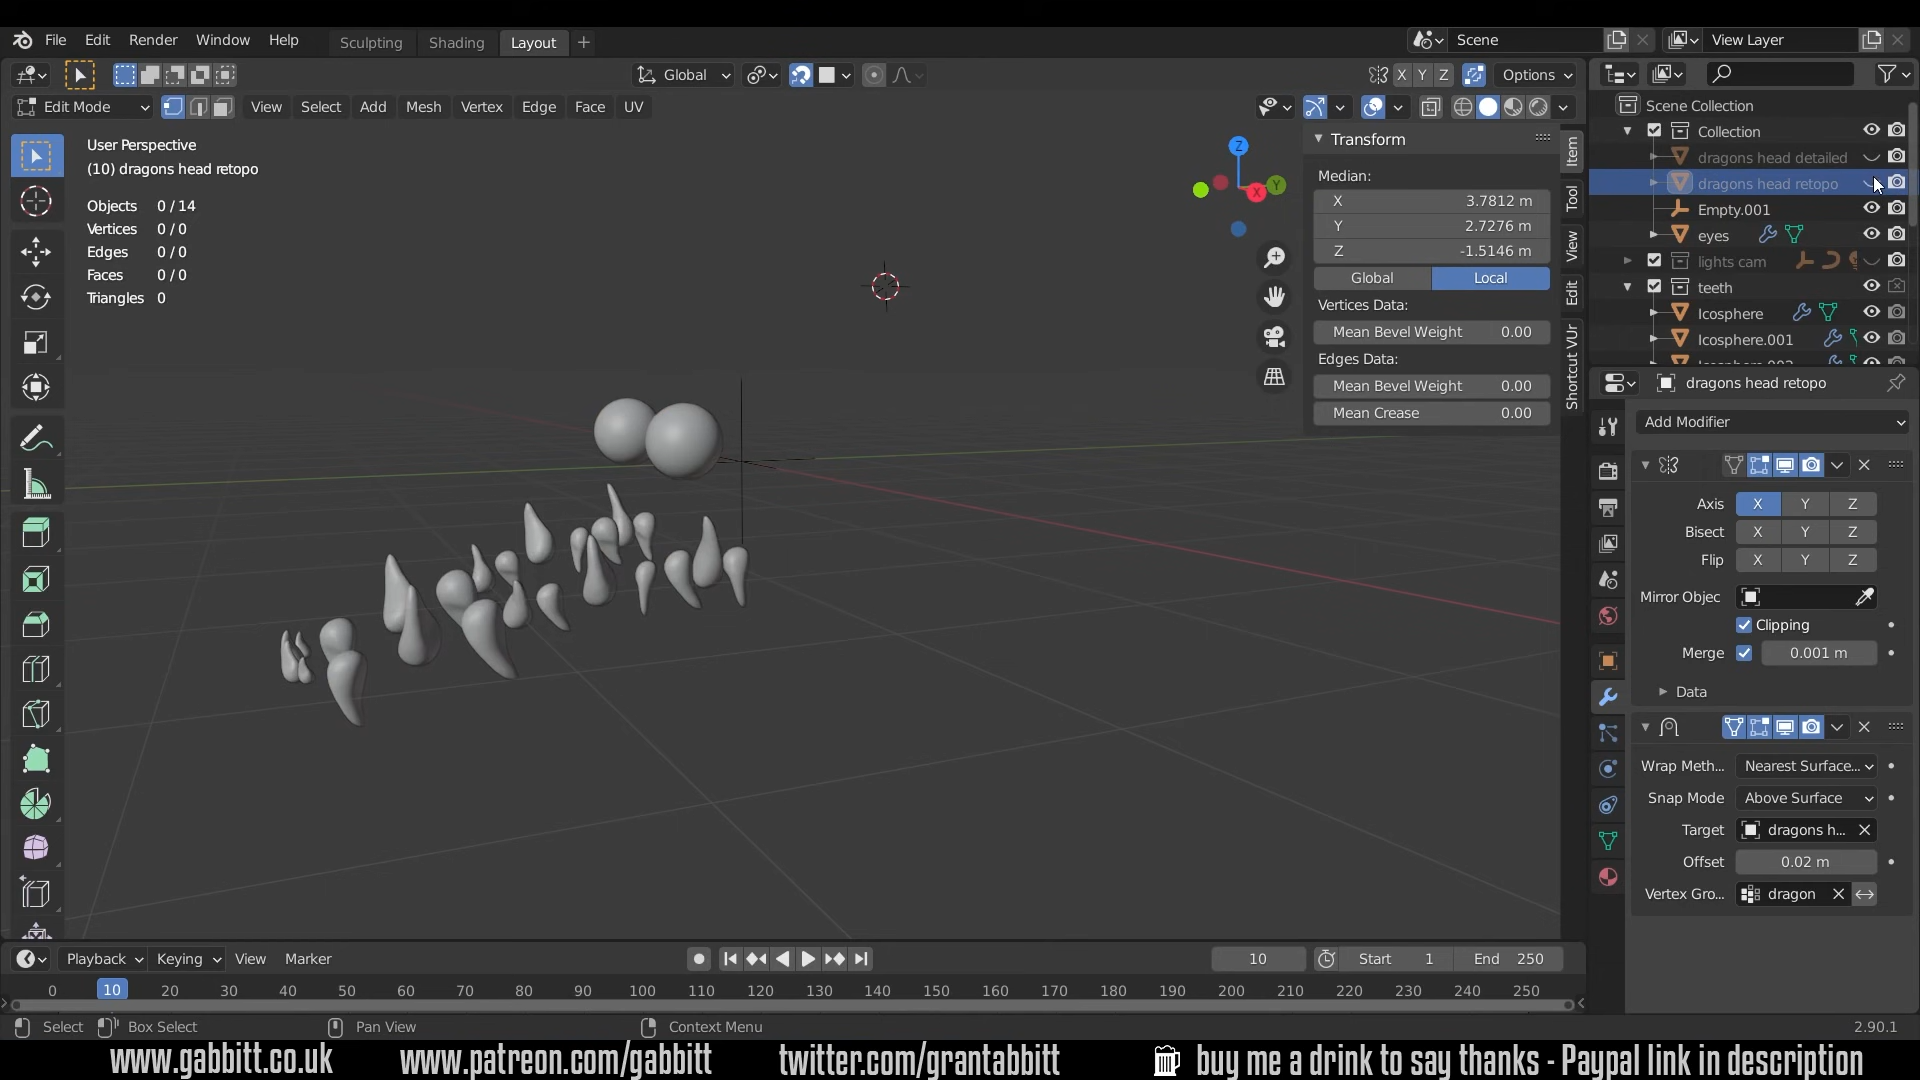 File Edit Render Window Help Sculpting Shading Layout + Scene View Layer
Global X Y Z Options
Edit Mode View Select Add Mesh Vertex Edge Face UV
User Perspective
(10) dragons head retopo
Objects 0 / 14
Vertices 0 / 0
Edges 0 / 0
Faces 0 / 0
Triangles 0
Z
Y
X
Transform
Median:
X 3.7812 m
Y 2.7276 m
Z -1.5146 m
Global Local
Vertices Data:
Mean Bevel Weight 0.00
Edges Data:
Mean Bevel Weight 0.00
Mean Crease 0.00
Item
Tool
View
Edit
Shortcut VUr
Scene Collection
Collection
dragons head detailed
dragons head retopo
Empty.001
eyes
lights cam
teeth
Icosphere
Icosphere.001
dragons head retopo
Add Modifier
Axis X Y Z
Bisect X Y Z
Flip X Y Z
Mirror Objec
Clipping
Merge 0.001 m
Data
Wrap Meth... Nearest Surface...
Snap Mode Above Surface
Target dragons h...
Offset 0.02 m
Vertex Gro... dragon
Playback Keying View Marker 10 Start 1 End 250
0 10 20 30 40 50 60 70 80 90 100 110 120 130 140 150 160 170 180 190 200 210 220 230 240 250
Select Box Select Pan View Context Menu 2.90.1
www.gabbitt.co.uk www.patreon.com/gabbitt twitter.com/grantabbitt buy me a drink to say thanks - Paypal link in description